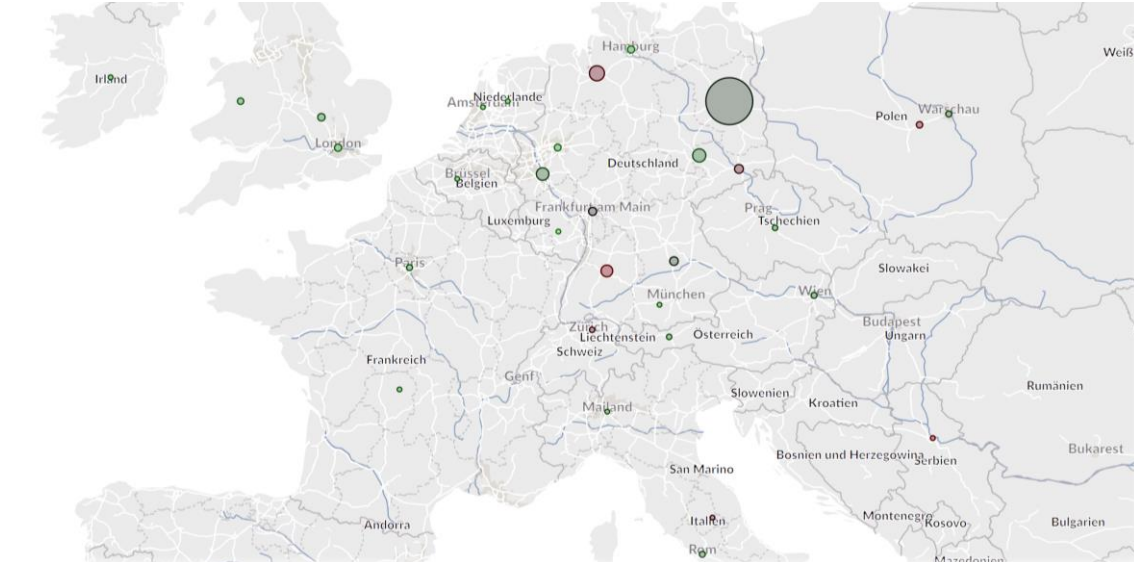 Hamburg
Weiß
Irland
Niederlande
Amsterdam
Warschau
Polen
London
Deutschland
Brüssel
Belgien
Frankfurt am Main
Prag
Luxemburg
Tschechien
Paris
Slowakei
München
Wien
Budapest
Zürich
Liechtenstein
Österreich
Ungarn
Schweiz
Frankreich
Genf
Rumänien
Slowenien
Kroatien
Mailand
Bukarest
Bosnien und Herzegowina
Serbien
San Marino
Montenegro
Kosovo
Andorra
Italien
Bulgarien
Rom
Mazedonien